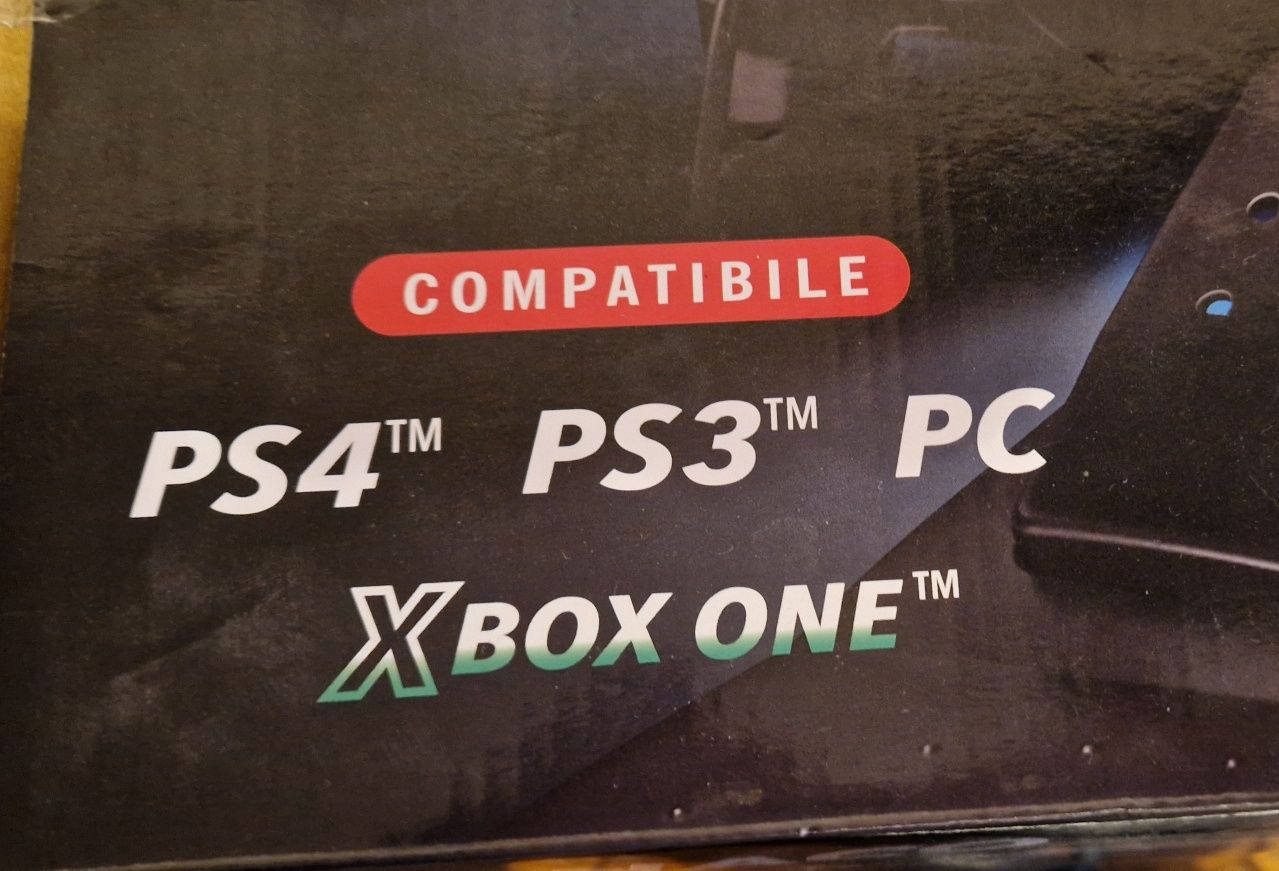 COMPATIBILE
PS4™ PS3™ PC
XBOX ONE™